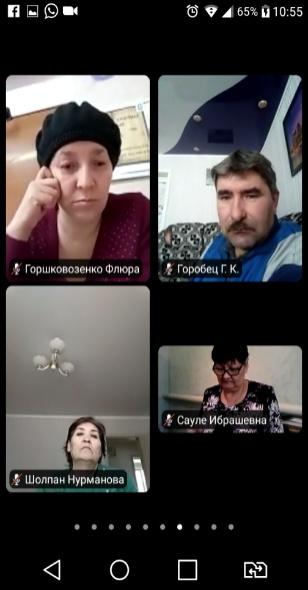 65% 10:55
Горшковозенко Флюра
Горобец Г. К.
Шолпан Нурманова
Сауле Ибрашевна